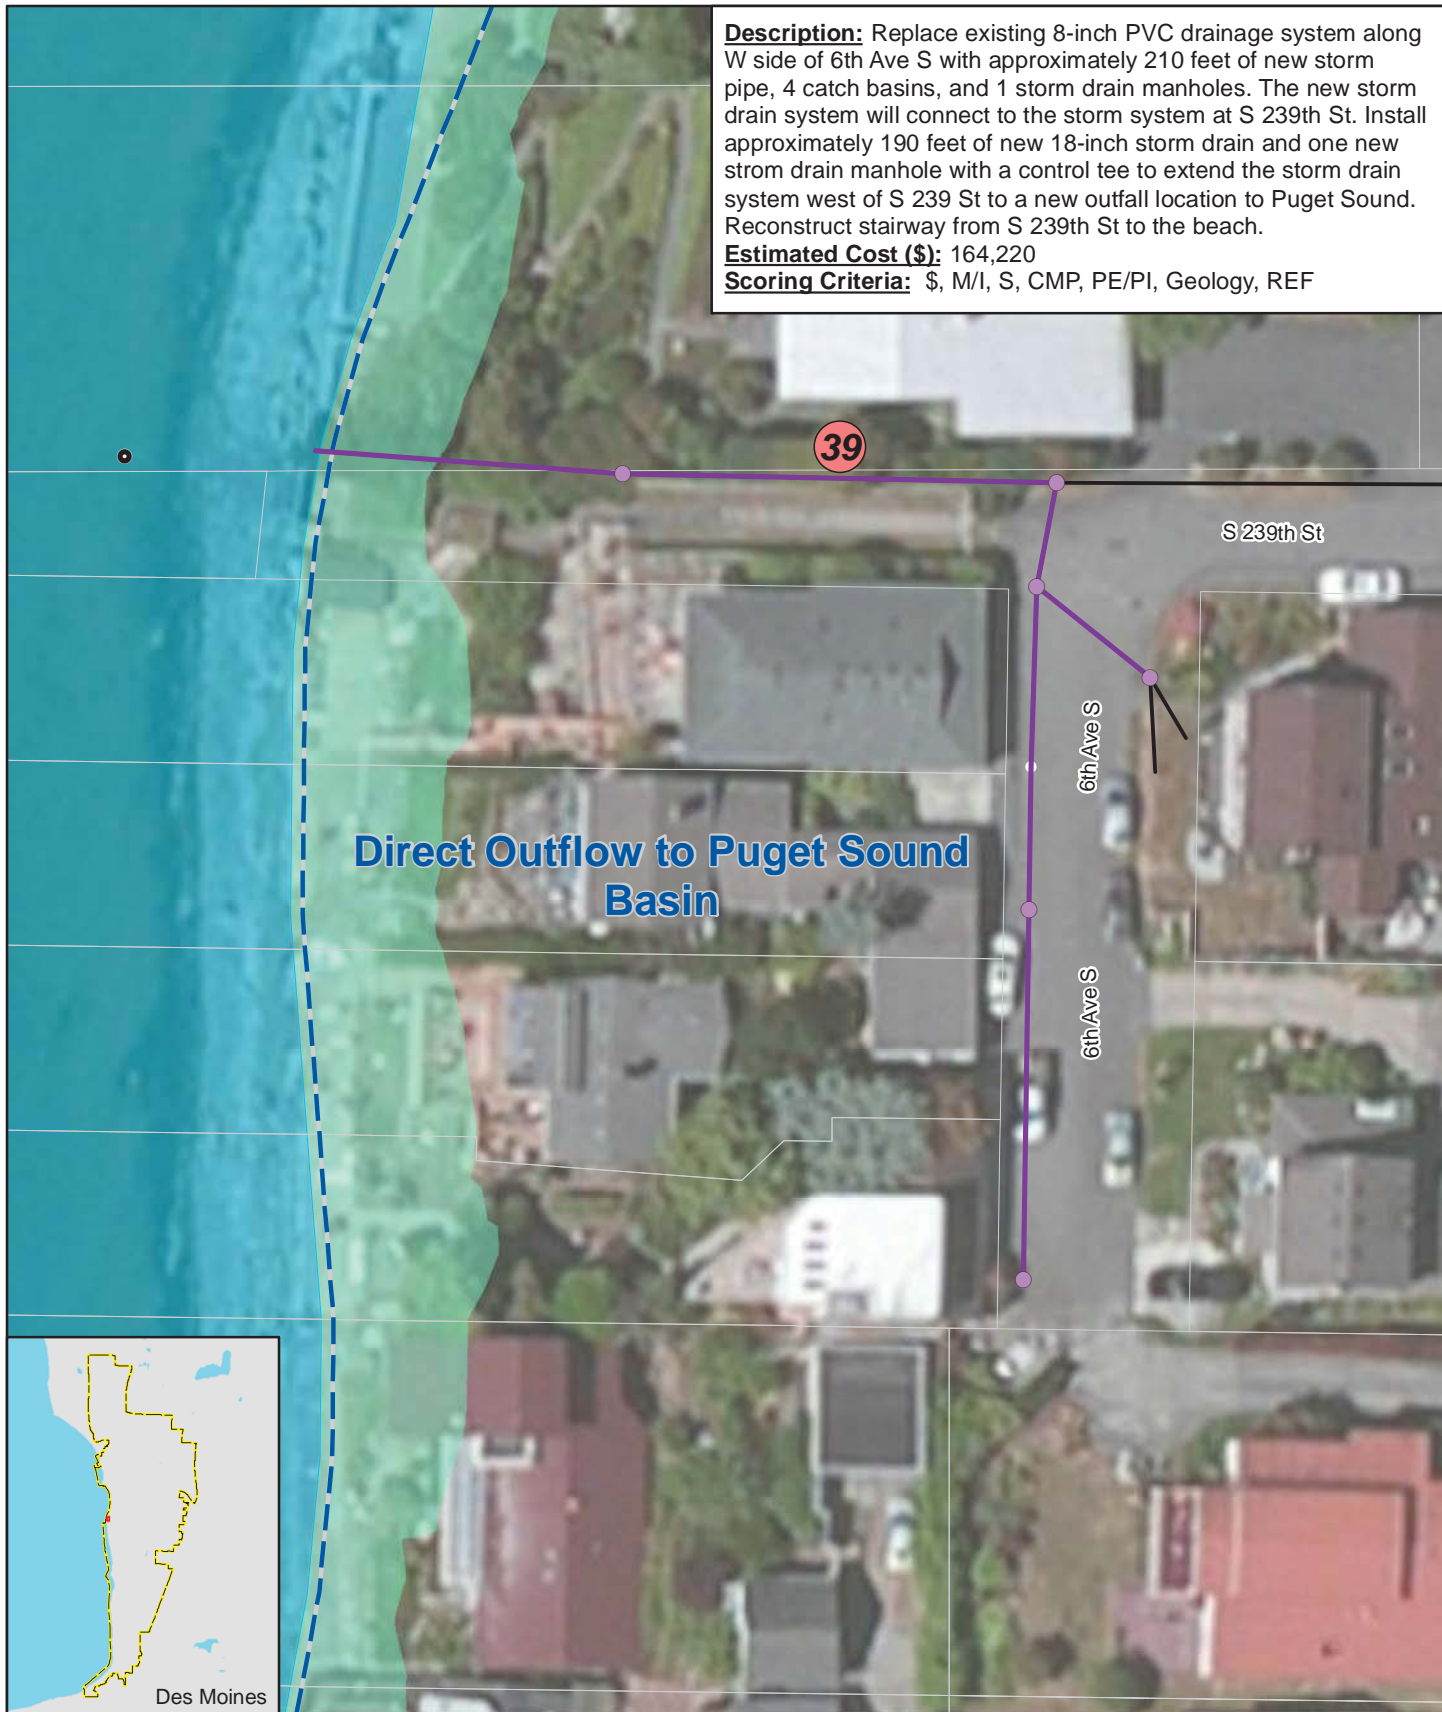 Description: Replace existing 8-inch PVC drainage system along
W side of 6th Ave S with approximately 210 feet of new storm
pipe, 4 catch basins, and 1 storm drain manholes. The new storm
drain system will connect to the storm system at S 239th St. Install
approximately 190 feet of new 18-inch storm drain and one new
strom drain manhole with a control tee to extend the storm drain
system west of S 239 St to a new outfall location to Puget Sound.
Reconstruct stairway from S 239th St to the beach.
Estimated Cost ($): 164,220
Scoring Criteria: $, M/I, S, CMP, PE/PI, Geology, REF
39
S 239th St
6th Ave S
Direct Outflow to Puget Sound
Basin
6th Ave S
Des Moines